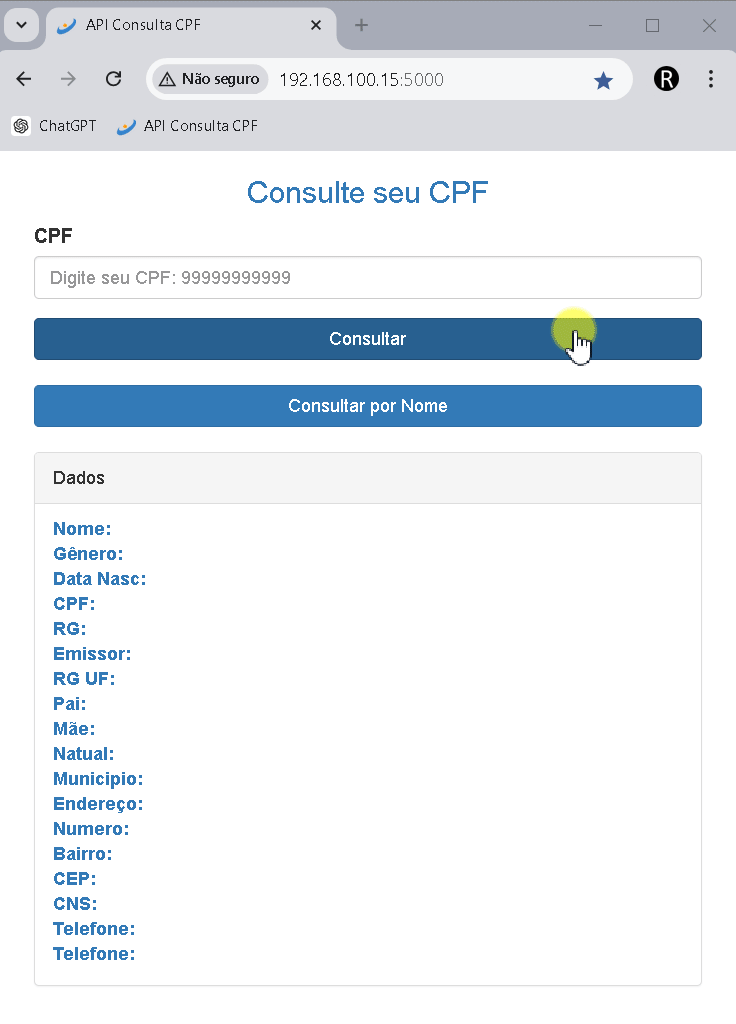 API Consulta CPF
Não seguro 192.168.100.15:5000
R
ChatGPT API Consulta CPF
Consulte seu CPF
CPF
Digite seu CPF: 99999999999
Consultar
Consultar por Nome
Dados
Nome:
Gênero:
Data Nasc:
CPF:
RG:
Emissor:
RG UF:
Pai:
Mãe:
Natual:
Municipio:
Endereço:
Numero:
Bairro:
CEP:
CNS:
Telefone:
Telefone: